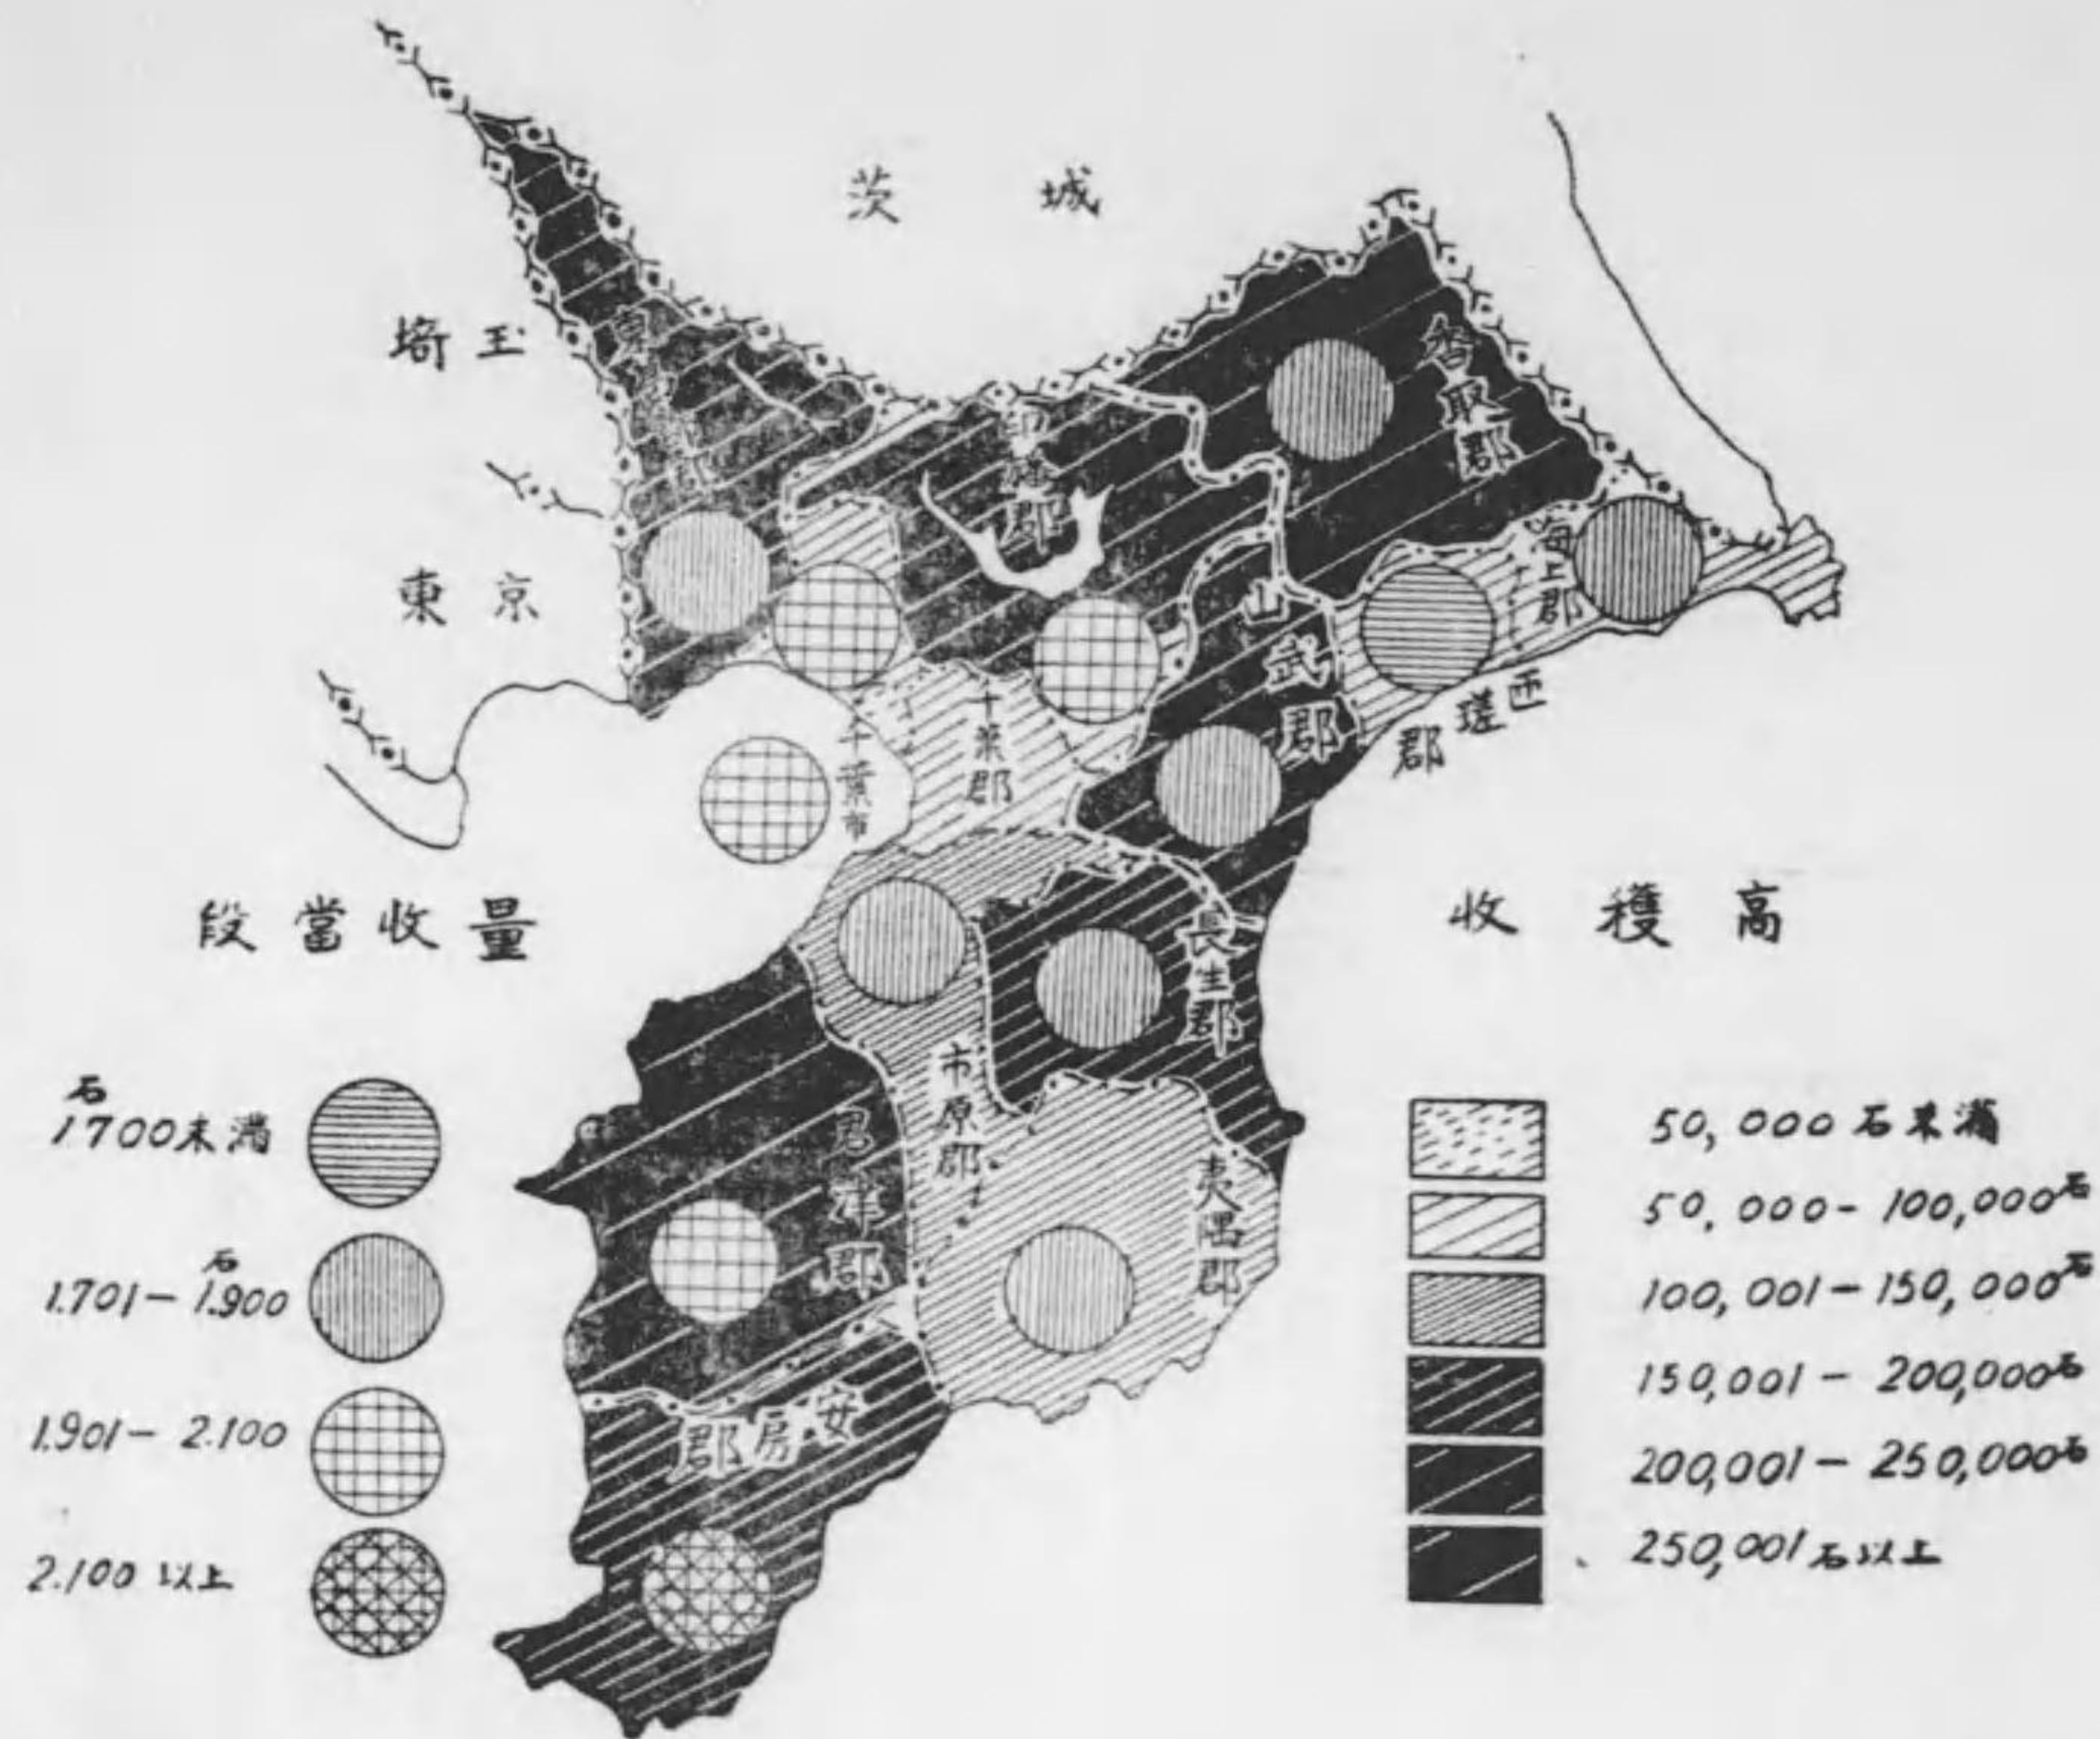 茨城
埼玉
東京
香取郡
印旛郡
海上郡
山武郡
匝瑳郡
千葉郡
千葉市
長生郡
市原郡
君津郡
夷隅郡
安房郡
段當收量
石
1.700未満
石
1.701-1.900
1.901-2.100
2.100以上
收穫高
50,000石未満
50,000-100,000石
100,001-150,000石
150,001-200,000石
200,001-250,000石
250,001石以上